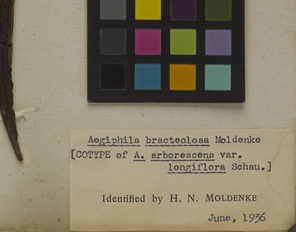 Aegiphila bracteolosa Moldenke
[COTYPE of A. arborescens var.
longiflora Schau.]
Identified by H. N. MOLDENKE
June, 1936